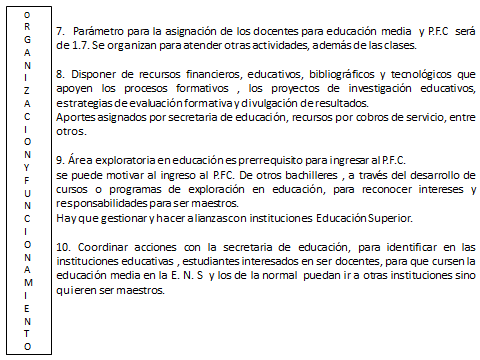 O
R
G
A
N
I
Z
A
C
I
O
N
Y
F
U
N
C
I
O
N
A
M
I
E
N
T
O
7. Parámetro para la asignación de los docentes para educación media y P.F.C será
de 1.7. Se organizan para atender otras actividades, además de las clases.
8. Disponer de recursos financieros, educativos, bibliográficos y tecnológicos que
apoyen los procesos formativos , los proyectos de investigación educativos,
estrategias de evaluación formativa y divulgación de resultados.
Aportes asignados por secretaria de educación, recursos por cobros de servicio, entre
otros.
9. Área exploratoria en educación es prerrequisito para ingresar al P.F.C.
se puede motivar al ingreso al P.FC. De otros bachilleres , a través del desarrollo de
cursos o programas de exploración en educación, para reconocer intereses y
responsabilidades para ser maestros.
Hay que gestionar y hacer alianzas con instituciones Educación Superior.
10. Coordinar acciones con la secretaria de educación, para identificar en las
instituciones educativas , estudiantes interesados en ser docentes, para que cursen la
educación media en la E. N. S y los de la normal puedan ir a otras instituciones sino
quieren ser maestros.